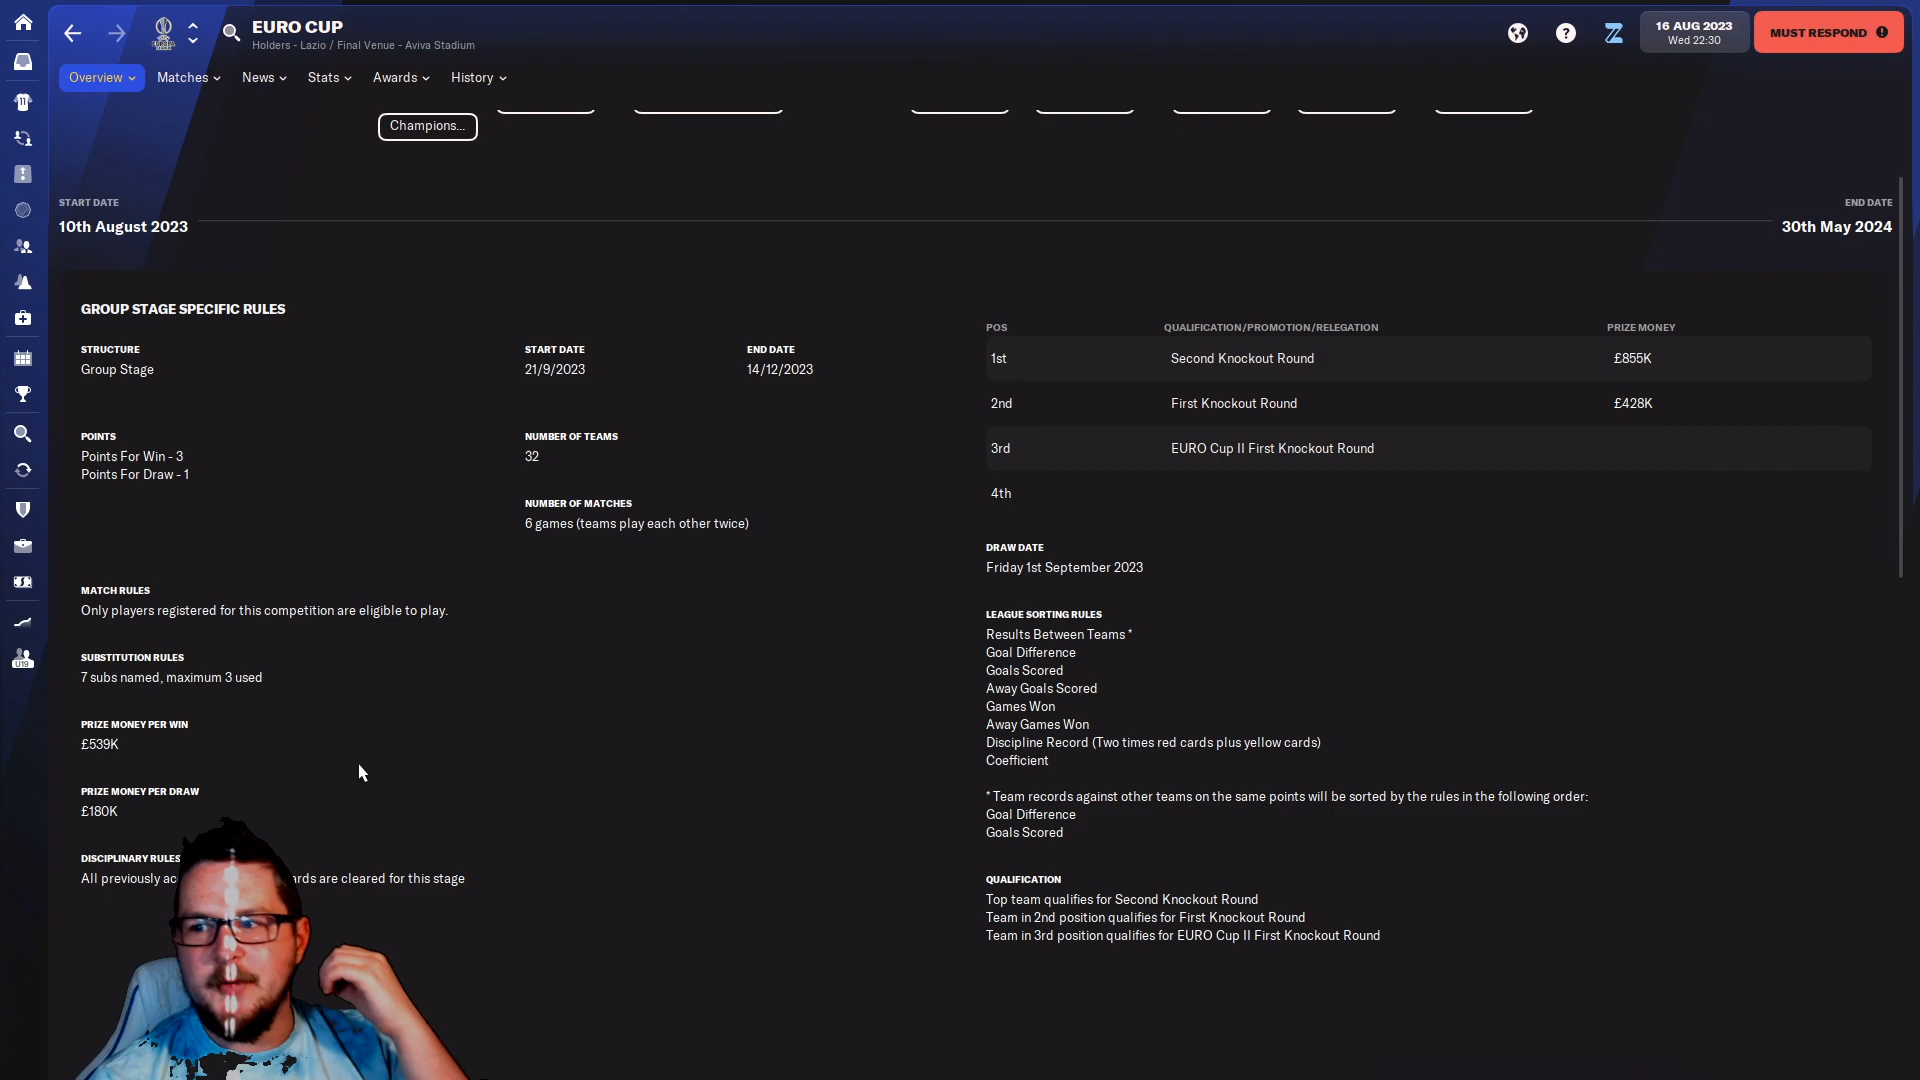 EURO CUP
Holders - Lazio / Final Venue - Aviva Stadium
16 AUG 2023
Wed 22:30
MUST RESPOND
Overview
Matches
News
Stats
Awards
History
Champions...
START DATE
10th August 2023
END DATE
30th May 2024
GROUP STAGE SPECIFIC RULES
STRUCTURE
Group Stage
START DATE
21/9/2023
END DATE
14/12/2023
POINTS
Points For Win - 3
Points For Draw - 1
NUMBER OF TEAMS
32
NUMBER OF MATCHES
6 games (teams play each other twice)
MATCH RULES
Only players registered for this competition are eligible to play.
SUBSTITUTION RULES
7 subs named, maximum 3 used
PRIZE MONEY PER WIN
£539K
PRIZE MONEY PER DRAW
£180K
DISCIPLINARY RULES
All previously are cleared for this stage
POS QUALIFICATION/PROMOTION/RELEGATION PRIZE MONEY
1st Second Knockout Round £855K
2nd First Knockout Round £428K
3rd EURO Cup II First Knockout Round
4th
DRAW DATE
Friday 1st September 2023
LEAGUE SORTING RULES
Results Between Teams *
Goal Difference
Goals Scored
Away Goals Scored
Games Won
Away Games Won
Discipline Record (Two times red cards plus yellow cards)
Coefficient
* Team records against other teams on the same points will be sorted by the rules in the following order:
Goal Difference
Goals Scored
QUALIFICATION
Top team qualifies for Second Knockout Round
Team in 2nd position qualifies for First Knockout Round
Team in 3rd position qualifies for EURO Cup II First Knockout Round
U19